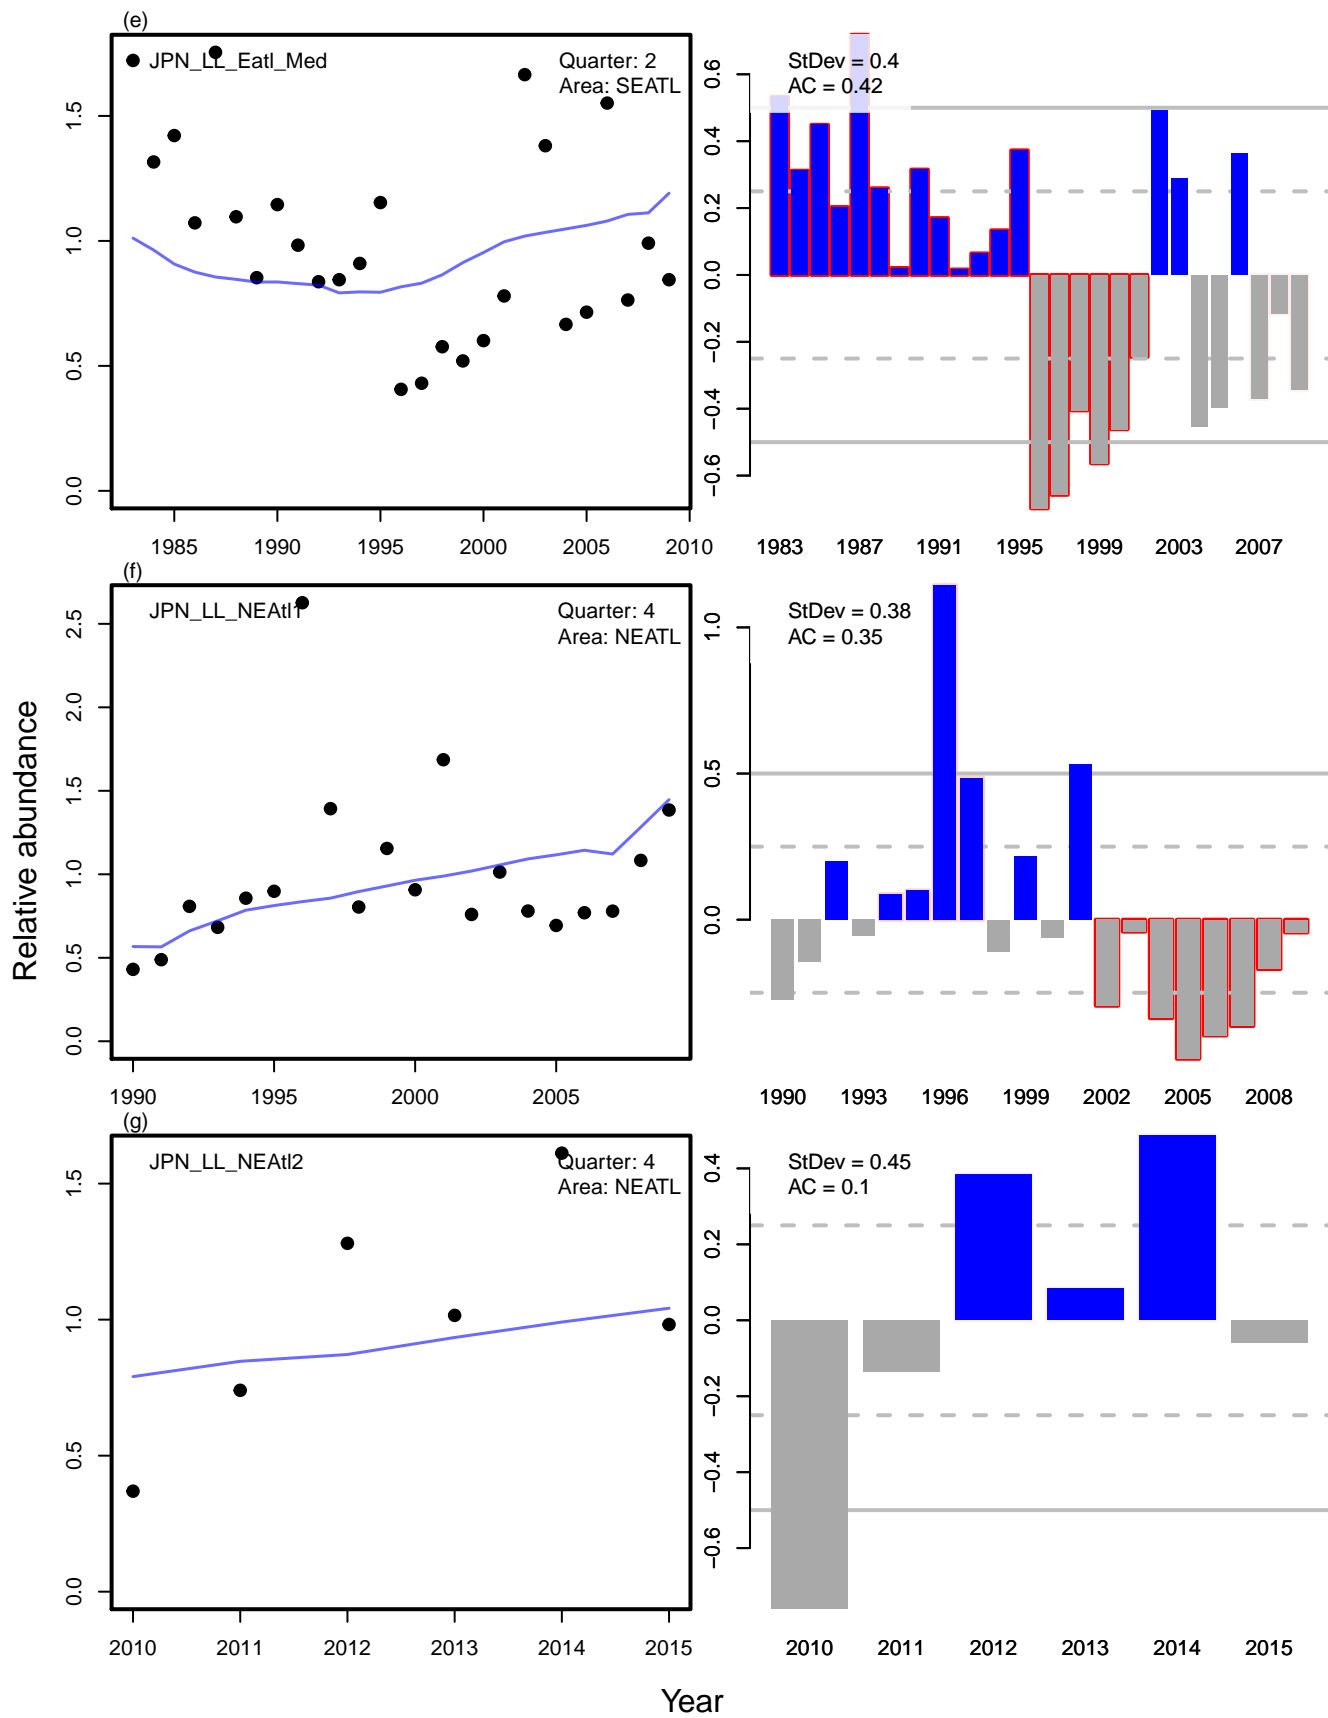 (e)
JPN_LL_Eatl_Med
Quarter: 2
Area: SEATL
0.0 0.5 1.0 1.5
1985 1990 1995 2000 2005 2010
StDev = 0.4
AC = 0.42
−0.6 −0.4 −0.2 0.0 0.2 0.4 0.6
1983 1987 1991 1995 1999 2003 2007
(f)
JPN_LL_NEAtl1
Quarter: 4
Area: NEATL
0.0 0.5 1.0 1.5 2.0 2.5
1990 1995 2000 2005
StDev = 0.38
AC = 0.35
0.0 0.5 1.0
1990 1993 1996 1999 2002 2005 2008
(g)
JPN_LL_NEAtl2
Quarter: 4
Area: NEATL
0.0 0.5 1.0 1.5
2010 2011 2012 2013 2014 2015
StDev = 0.45
AC = 0.1
−0.6 −0.4 −0.2 0.0 0.2 0.4
2010 2011 2012 2013 2014 2015
Relative abundance
Year